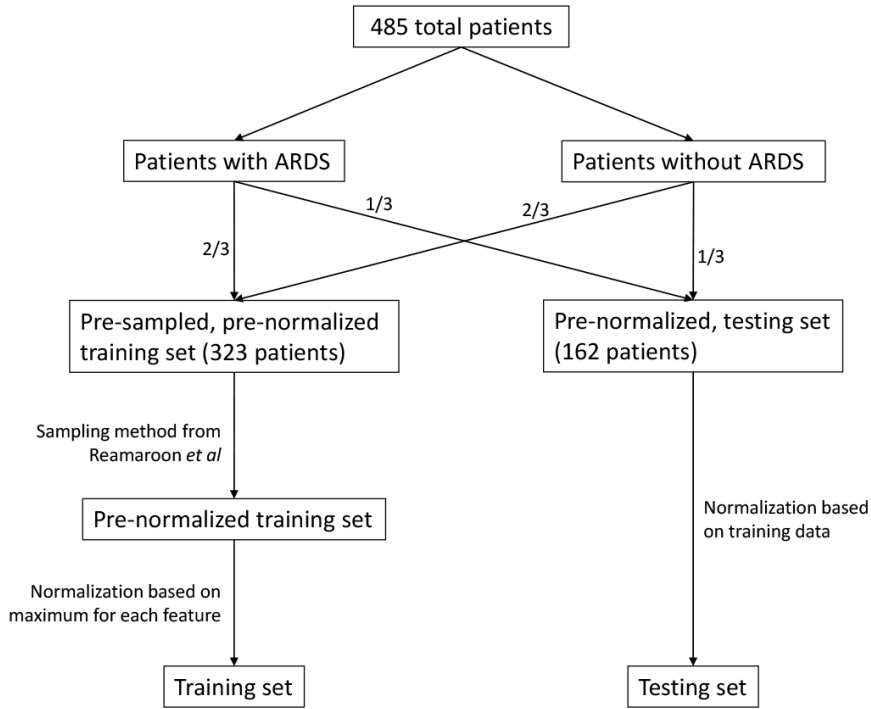 485 total patients
Patients with ARDS
Patients without ARDS
1/3
2/3
2/3
1/3
Pre-sampled, pre-normalized
training set (323 patients)
Pre-normalized, testing set
(162 patients)
Sampling method from
Reamaroon et al
Pre-normalized training set
Normalization based on
training data
Normalization based on
maximum for each feature
Training set
Testing set